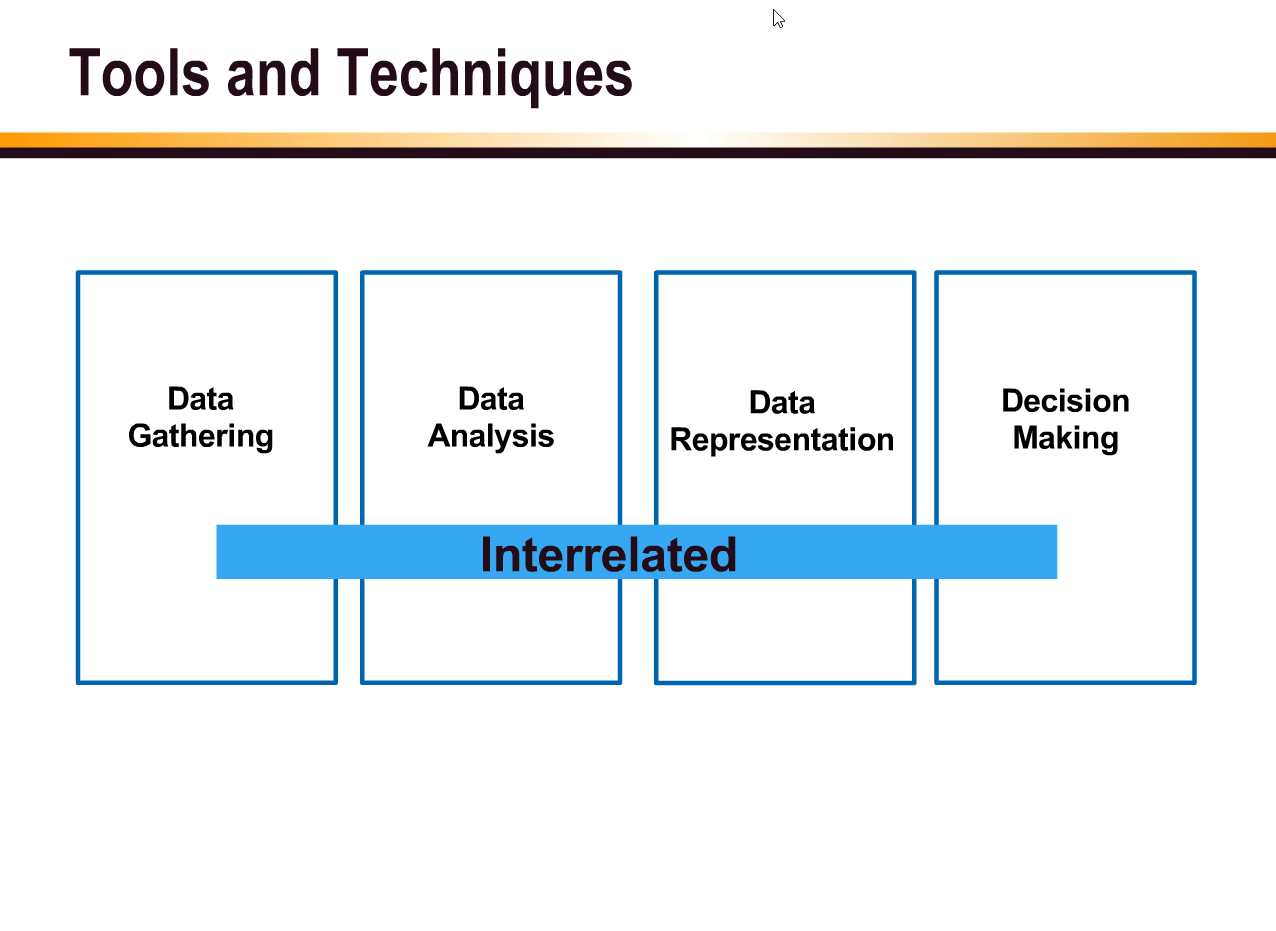 Tools and Techniques
Data
Gathering
Data
Analysis
Data
Representation
Decision
Making
Interrelated